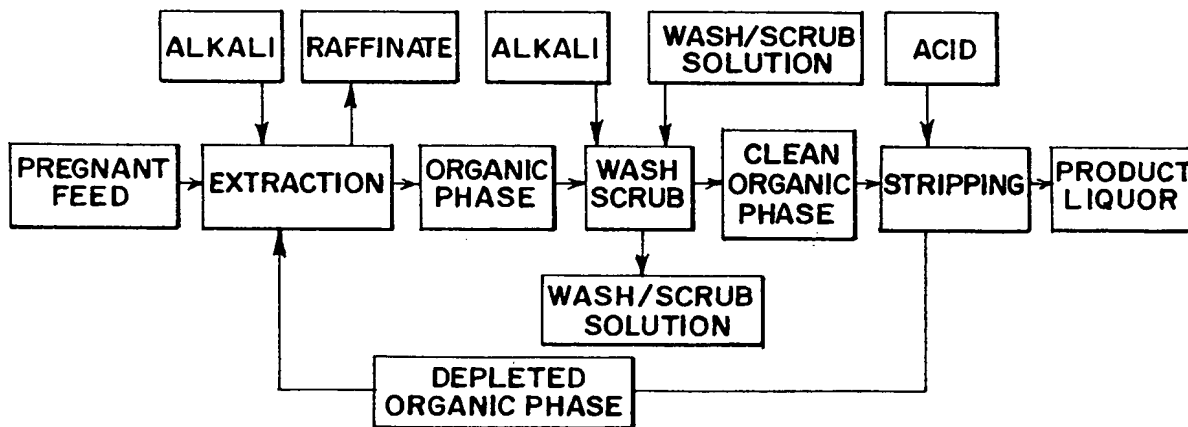 ALKALI
RAFFINATE
ALKALI
WASH/SCRUB
SOLUTION
ACID
PREGNANT
FEED
EXTRACTION
ORGANIC
PHASE
WASH
SCRUB
CLEAN
ORGANIC
PHASE
STRIPPING
PRODUCT
LIQUOR
WASH/SCRUB
SOLUTION
DEPLETED
ORGANIC PHASE